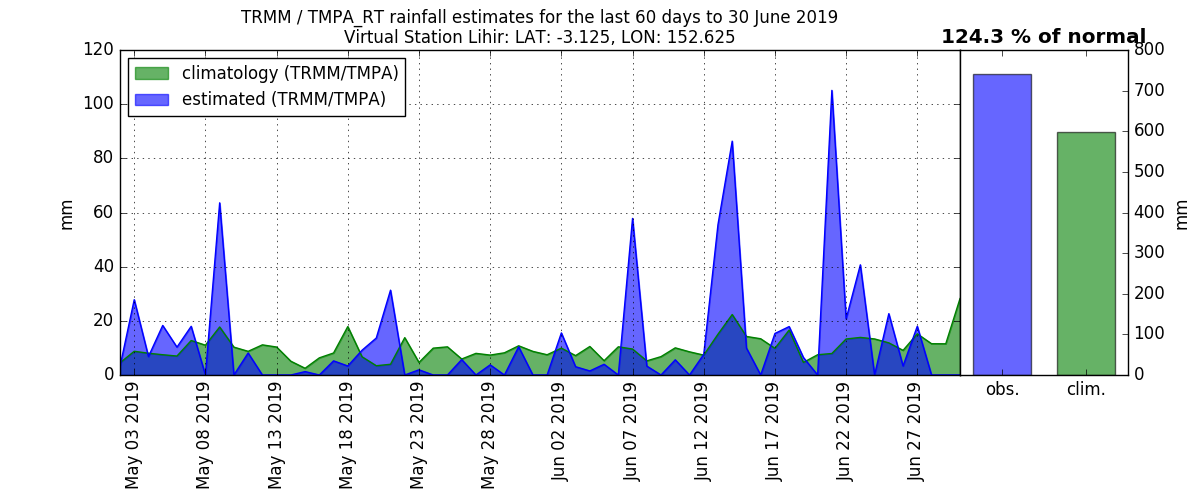 TRMM / TMPA_RT rainfall estimates for the last 60 days to 30 June 2019
Virtual Station Lihir: LAT: -3.125, LON: 152.625
124.3 % of normal
climatology (TRMM/TMPA)
estimated (TRMM/TMPA)
120
100
80
60
40
20
0
mm
May 03 2019
May 08 2019
May 13 2019
May 18 2019
May 23 2019
May 28 2019
Jun 02 2019
Jun 07 2019
Jun 12 2019
Jun 17 2019
Jun 22 2019
Jun 27 2019
obs.
clim.
800
700
600
500
400
300
200
100
0
mm